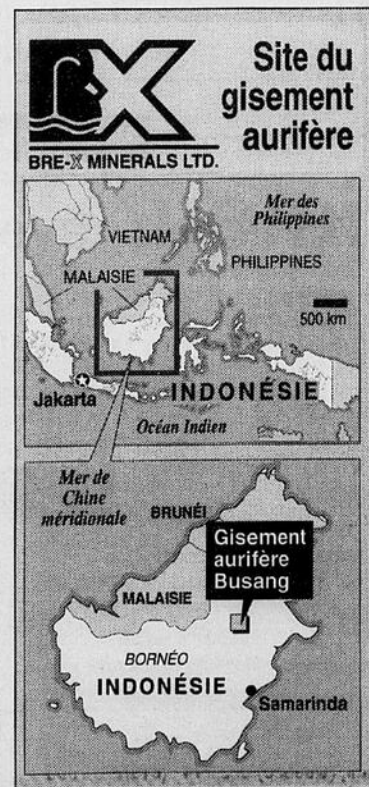 BRE-X MINERALS LTD.
Site du
gisement
aurifère
Mer des
Philippines
VIETNAM
PHILIPPINES
MALAISIE
500 km
Jakarta
INDONÉSIE
Océan Indien
Mer de
Chine
méridionale
BRUNÉI
Gisement
aurifère
Busang
MALAISIE
BORNÉO
INDONÉSIE
Samarinda